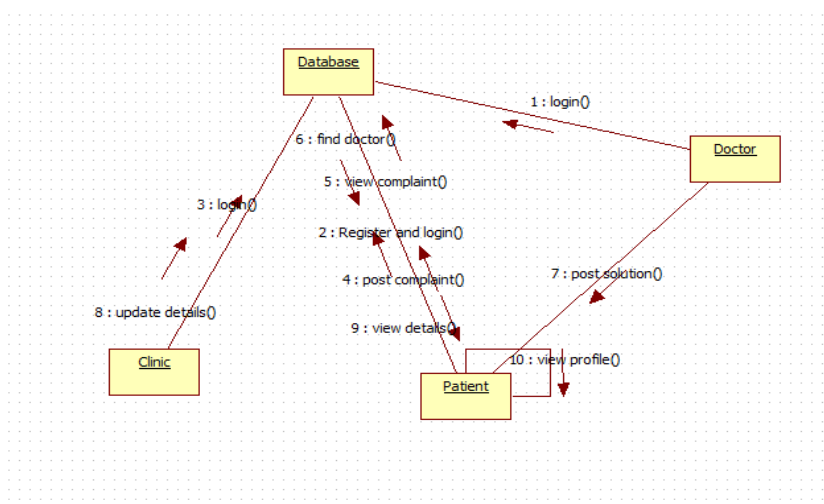 Database
1 : login()
6 : find doctor()
Doctor
5 : view complaint()
3 : login()
2 : Register and login()
7 : post solution()
4 : post complaint()
8 : update details()
9 : view details()
Clinic
10 : view profile()
Patient